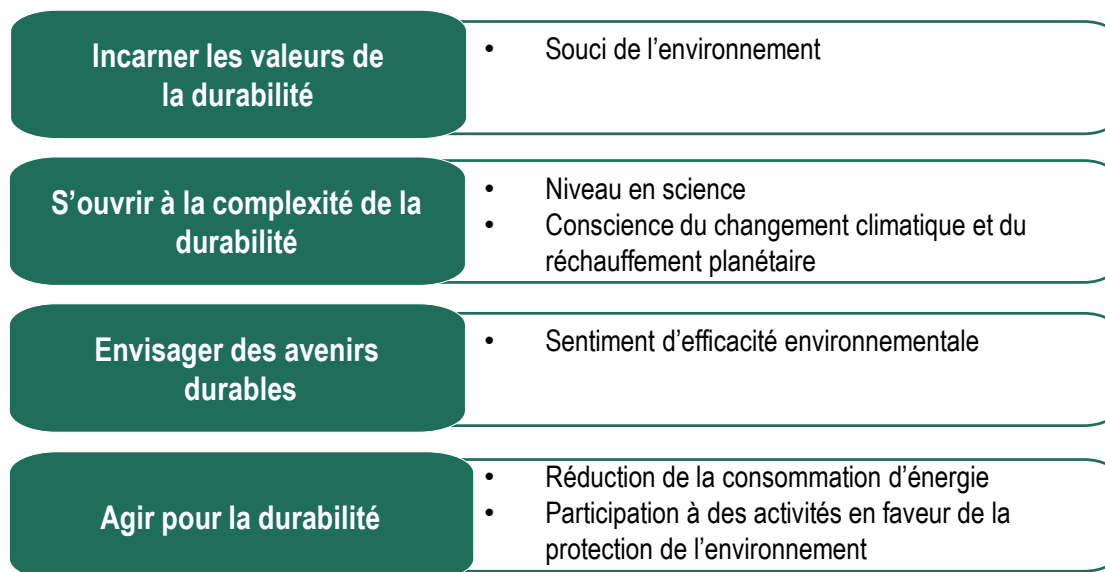 Incarner les valeurs de
la durabilité
• Souci de l’environnement
S’ouvrir à la complexité de la
durabilité
• Niveau en science
• Conscience du changement climatique et du
réchauffement planétaire
Envisager des avenirs
durables
• Sentiment d’efficacité environnementale
Agir pour la durabilité
• Réduction de la consommation d’énergie
• Participation à des activités en faveur de la
protection de l’environnement